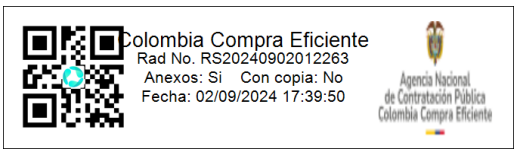 Colombia Compra Eficiente
Rad No. RS20240902012263
Anexos: Si    Con copia: No
Fecha: 02/09/2024 17:39:50
Agencia Nacional
de Contratación Pública
Colombia Compra Eficiente